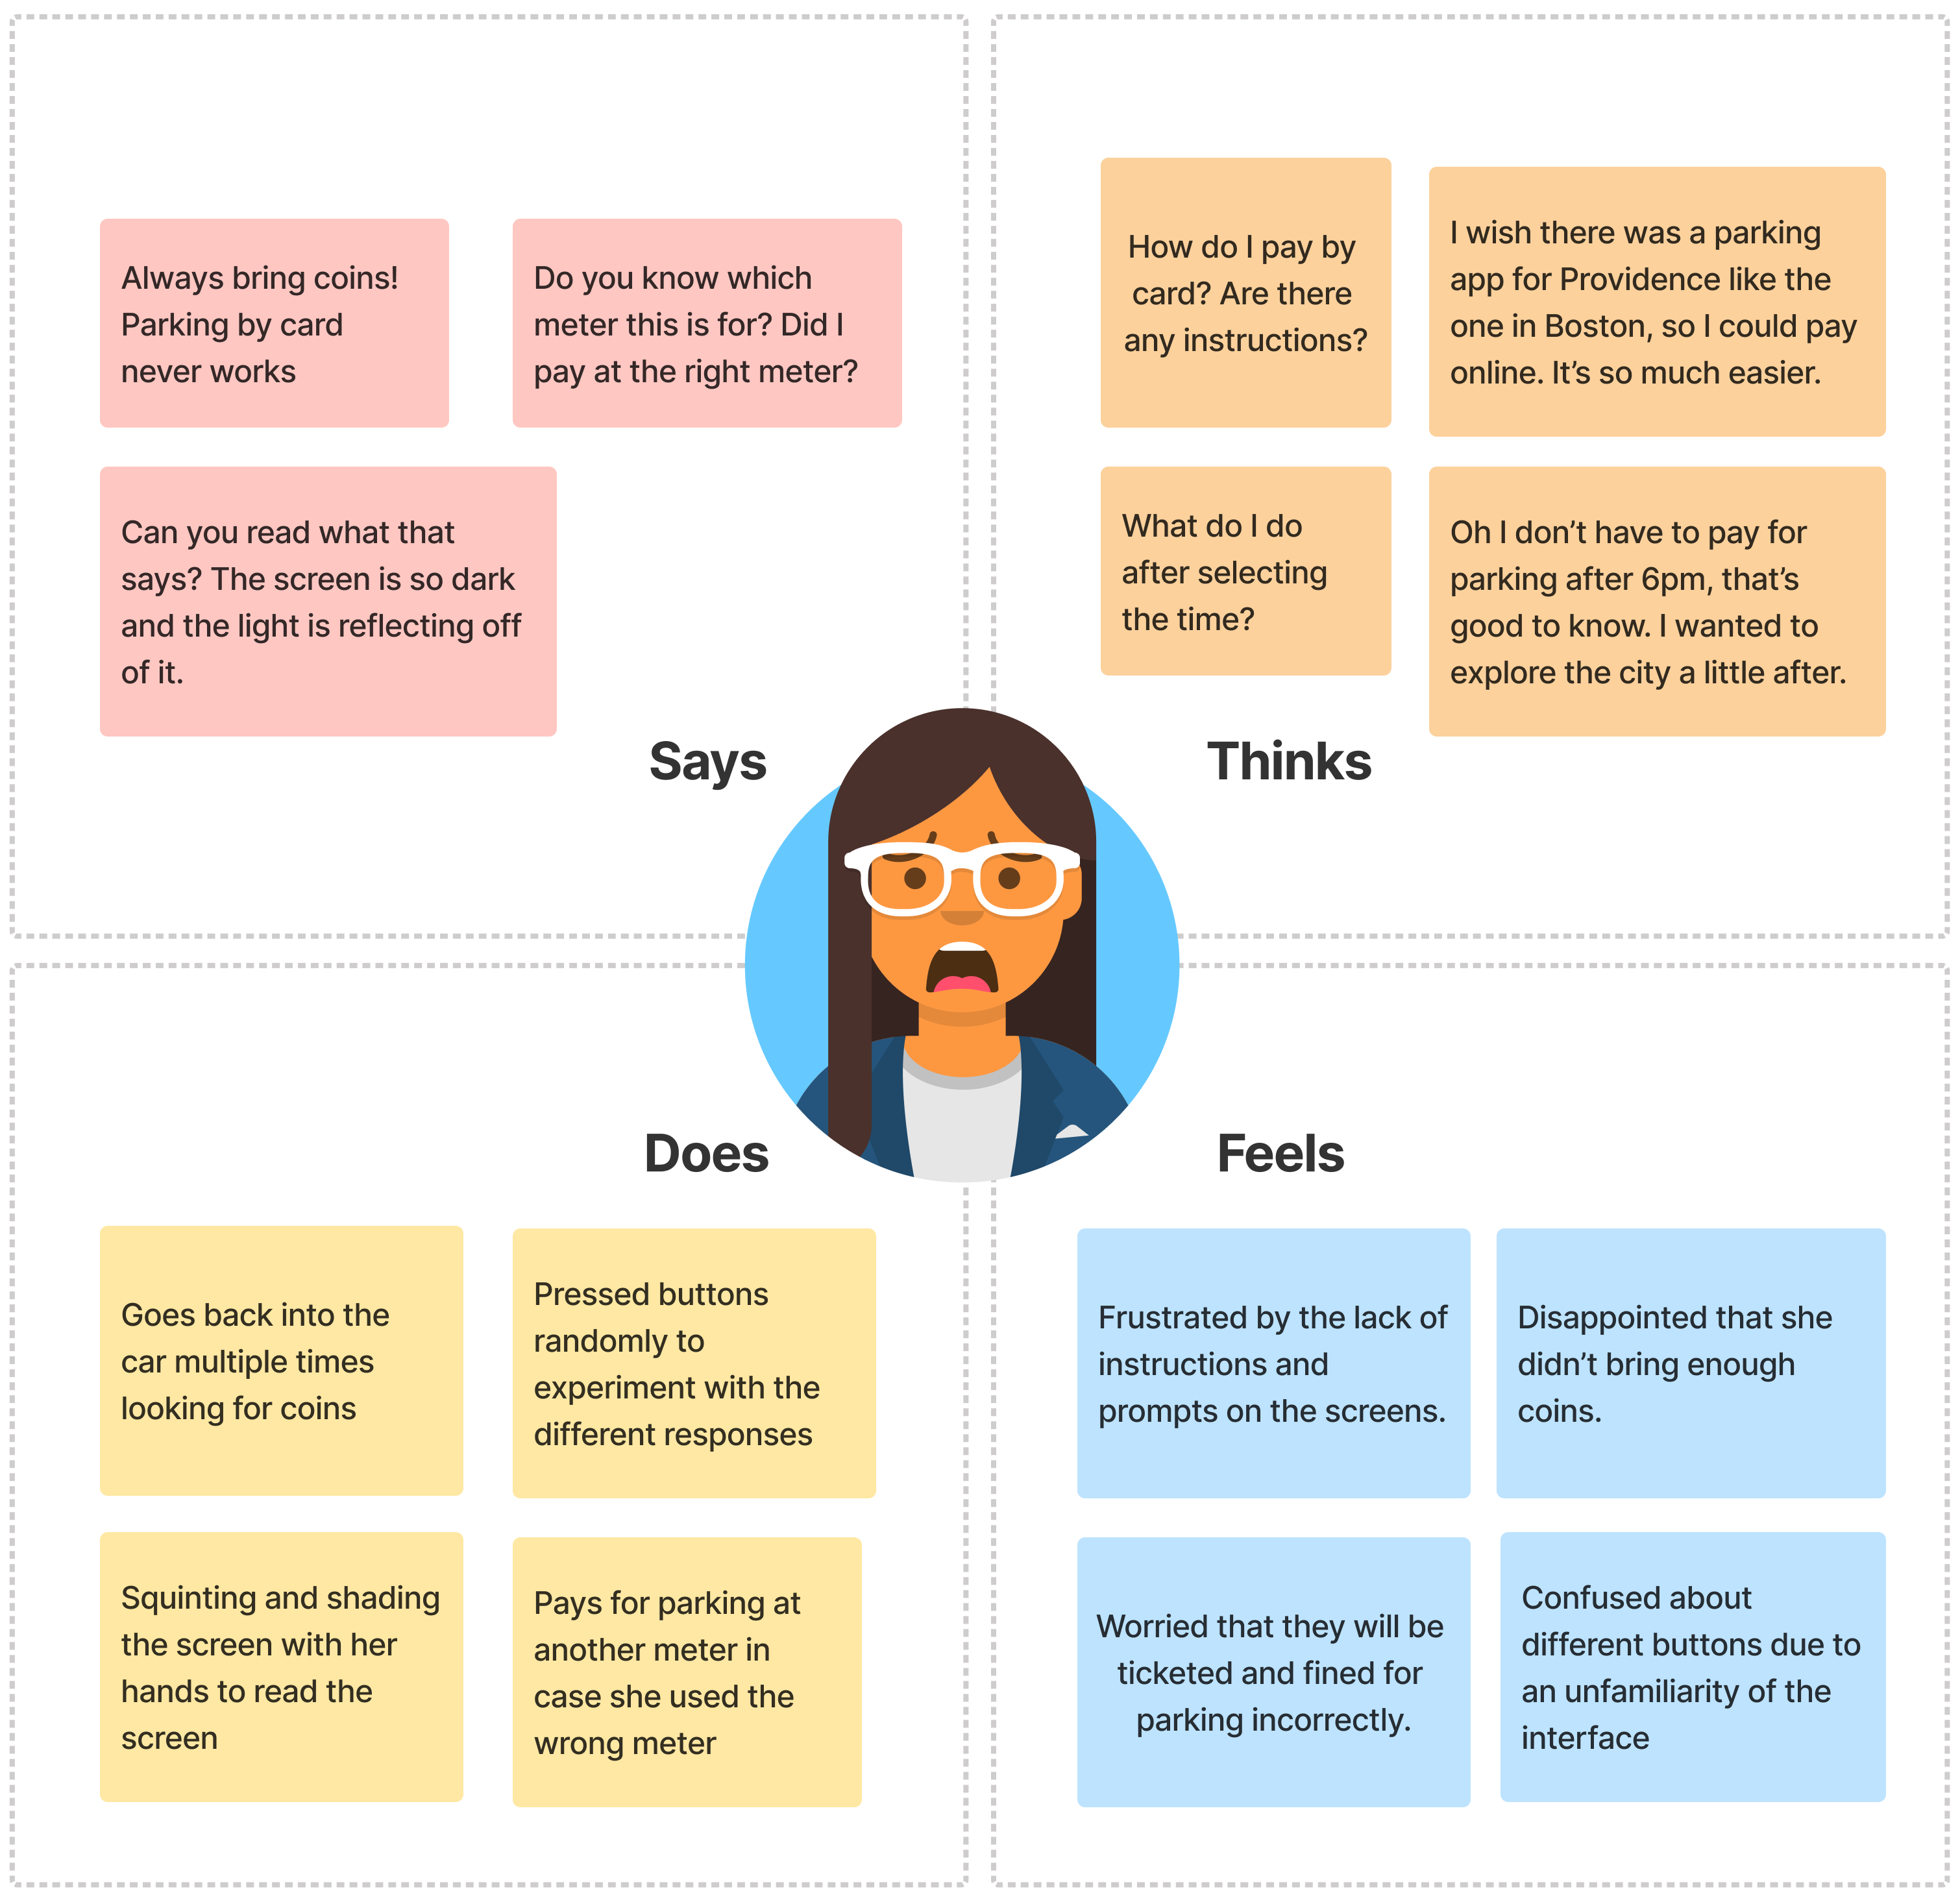 Always bring coins!
Parking by card
never works
Do you know which
meter this is for? Did I
pay at the right meter?
Can you read what that
says? The screen is so dark
and the light is reflecting off
of it.
Says
How do I pay by
card? Are there
any instructions?
I wish there was a parking
app for Providence like the
one in Boston, so I could pay
online. It’s so much easier.
What do I do
after selecting
the time?
Oh I don’t have to pay for
parking after 6pm, that’s
good to know. I wanted to
explore the city a little after.
Thinks
Does
Goes back into the
car multiple times
looking for coins
Pressed buttons
randomly to
experiment with the
different responses
Squinting and shading
the screen with her
hands to read the
screen
Pays for parking at
another meter in
case she used the
wrong meter
Feels
Frustrated by the lack of
instructions and
prompts on the screens.
Disappointed that she
didn’t bring enough
coins.
Worried that they will be
ticketed and fined for
parking incorrectly.
Confused about
different buttons due to
an unfamiliarity of the
interface